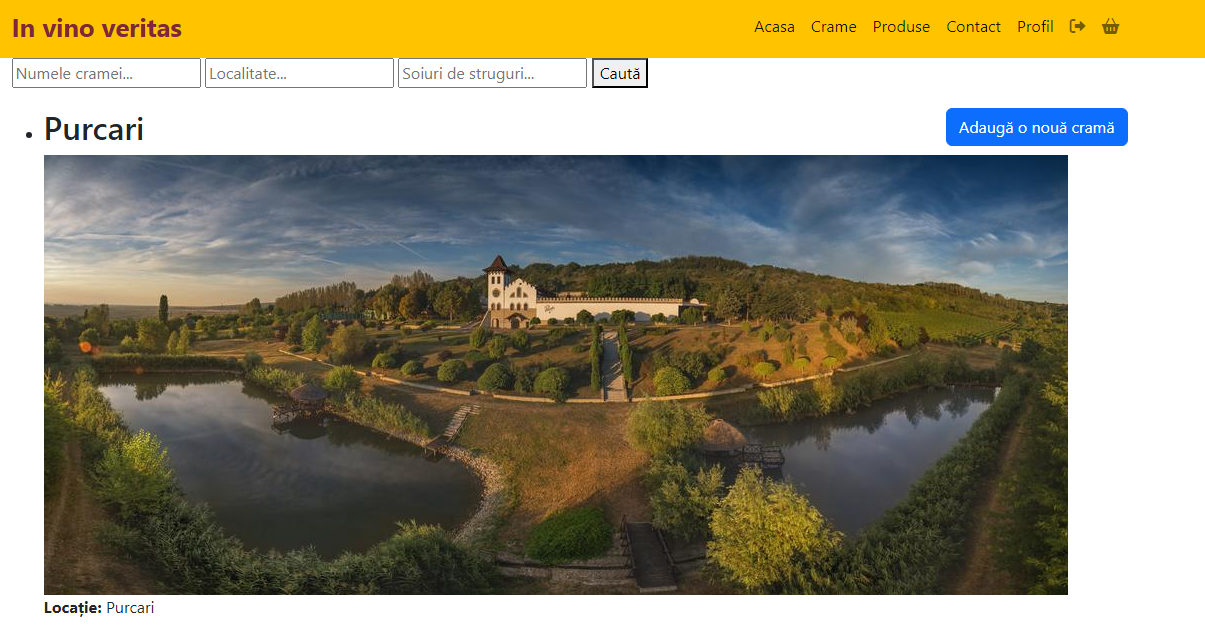 In vino veritas
Acasa Crame Produse Contact Profil
Numele cramei... Localitate... Soiuri de struguri... Caută
Purcari
Adaugă o nouă cramă
Locație: Purcari